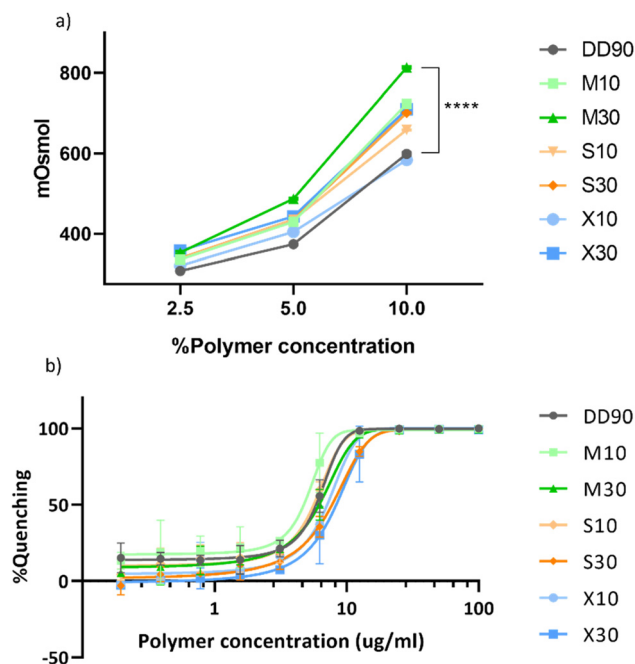 a)
800
600
400
mOsmol
2.5 5.0 10.0
%Polymer concentration
****
DD90
M10
M30
S10
S30
X10
X30
b)
100
50
0
-50
%Quenching
1 10 100
Polymer concentration (ug/ml)
DD90
M10
M30
S10
S30
X10
X30